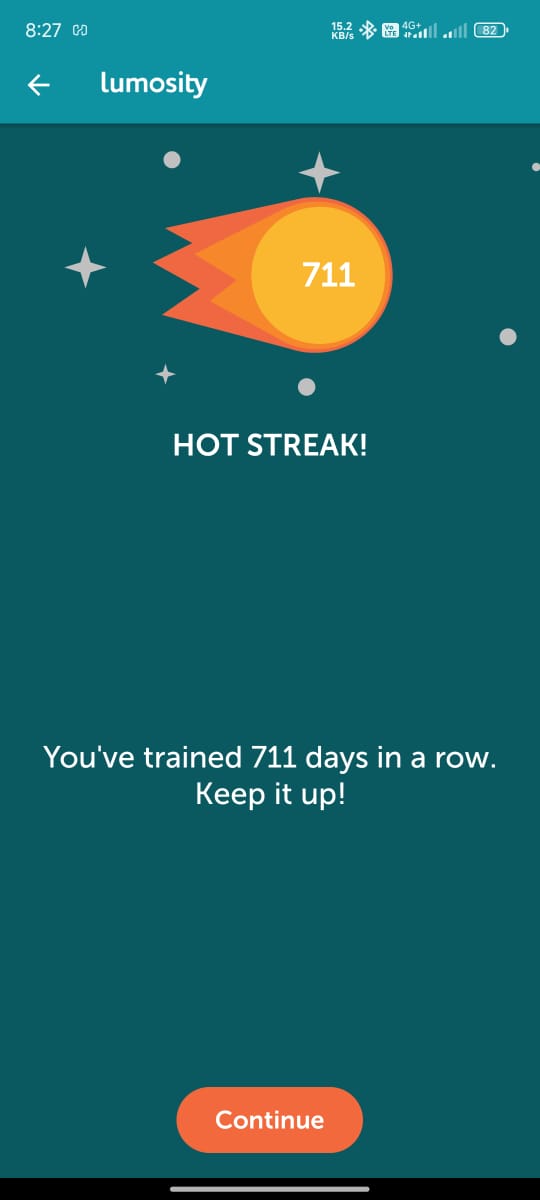 8:27
15.2
KB/s
Vo
LTE
4G+
82
lumosity
711
HOT STREAK!
You've trained 711 days in a row.
Keep it up!
Continue